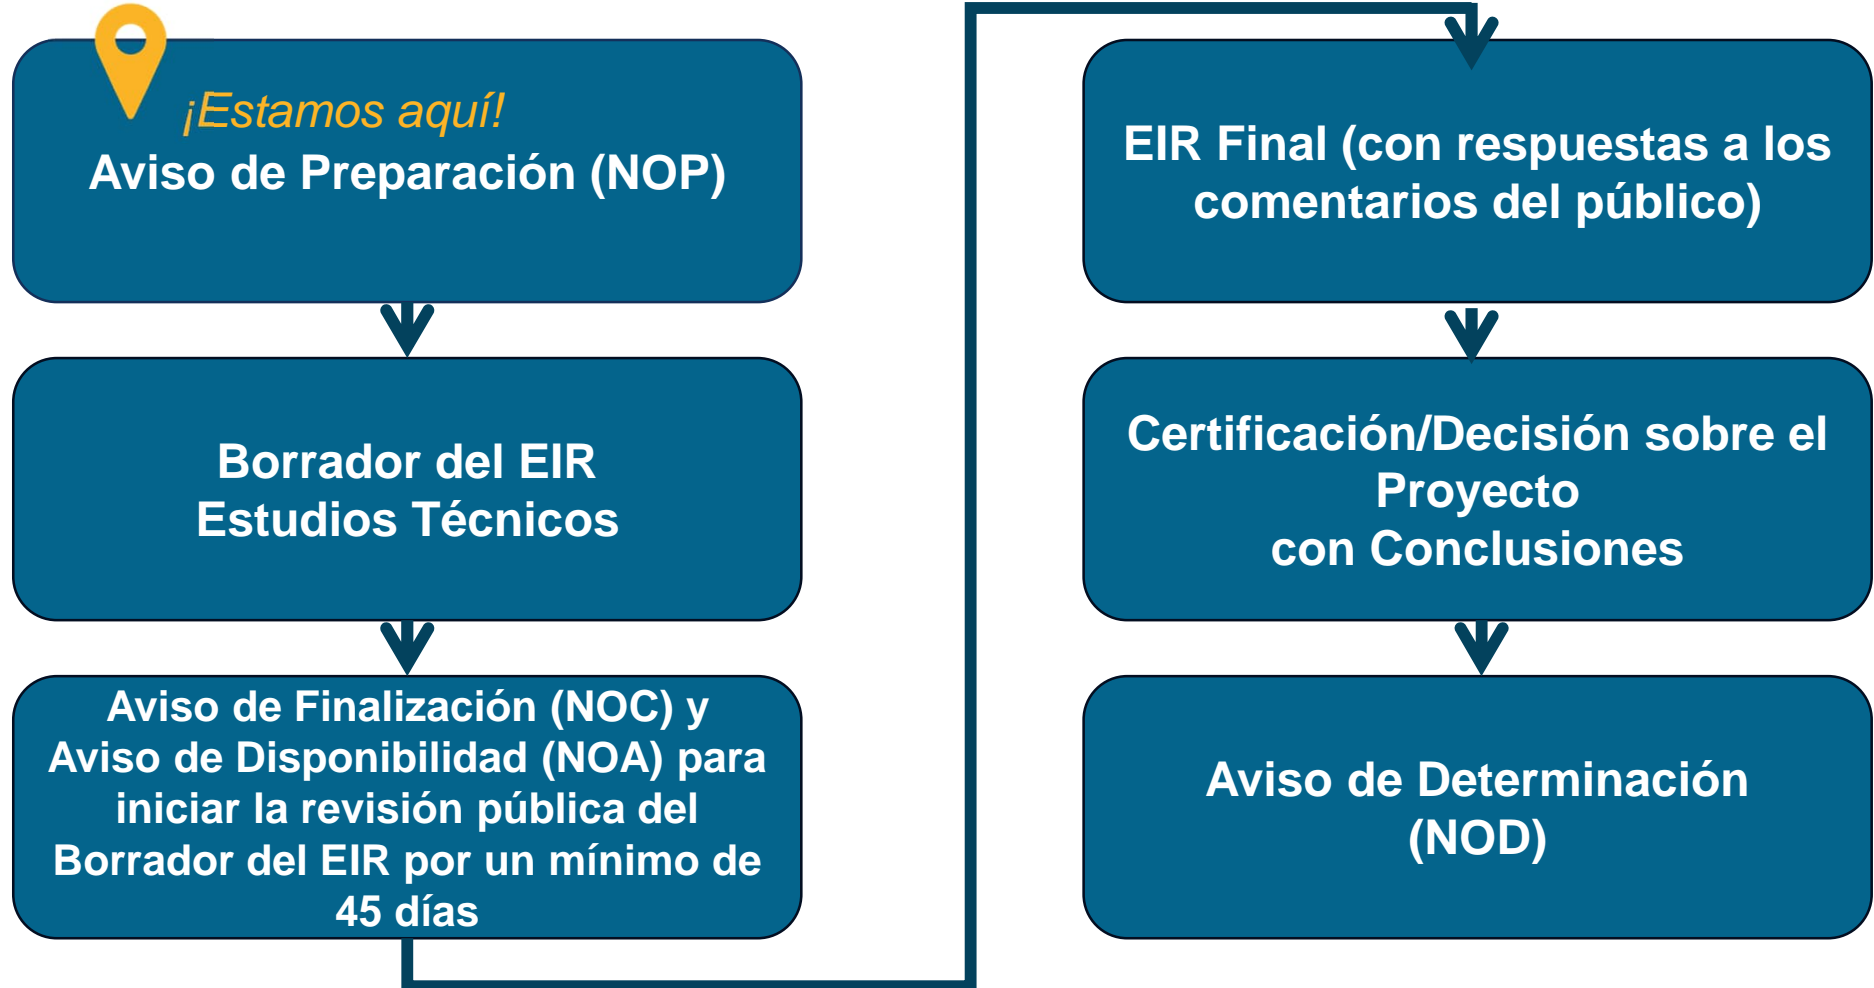 ¡Estamos aquí!
Aviso de Preparación (NOP)
Borrador del EIR
Estudios Técnicos
Aviso de Finalización (NOC) y
Aviso de Disponibilidad (NOA) para
iniciar la revisión pública del
Borrador del EIR por un mínimo de
45 días
EIR Final (con respuestas a los
comentarios del público)
Certificación/Decisión sobre el
Proyecto
con Conclusiones
Aviso de Determinación
(NOD)